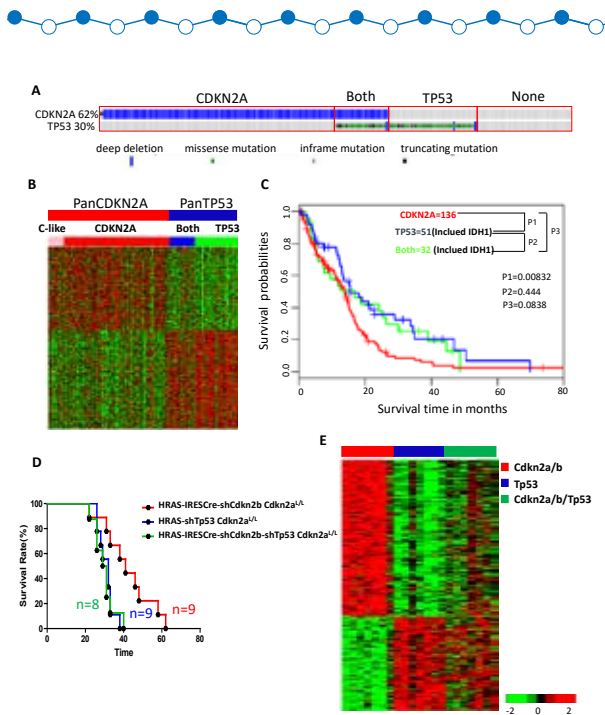 A
CDKN2A Both TP53 None
CDKN2A 62%
TP53 30%
deep deletion missense mutation inframe mutation truncating mutation
B
PanCDKN2A PanTP53
C-like CDKN2A Both TP53
C
Survival probabilities
1.0
0.8
0.6
0.4
0.2
0.0
0 20 40 60 80
Survival time in months
CDKN2A=136
TP53=51(Inclued IDH1)
Both=32 (Inclued IDH1)
P1
P2
P3
P1=0.00832
P2=0.444
P3=0.0838
D
Survival Rate(%)
100
80
60
40
20
0
0 20 40 60 80
Time
HRAS-IRESCre-shCdkn2b Cdkn2aL/L
HRAS-shTp53 Cdkn2aL/L
HRAS-IRESCre-shCdkn2b-shTp53 Cdkn2aL/L
n=8 n=9 n=9
E
Cdkn2a/b
Tp53
Cdkn2a/b/Tp53
-2 0 2